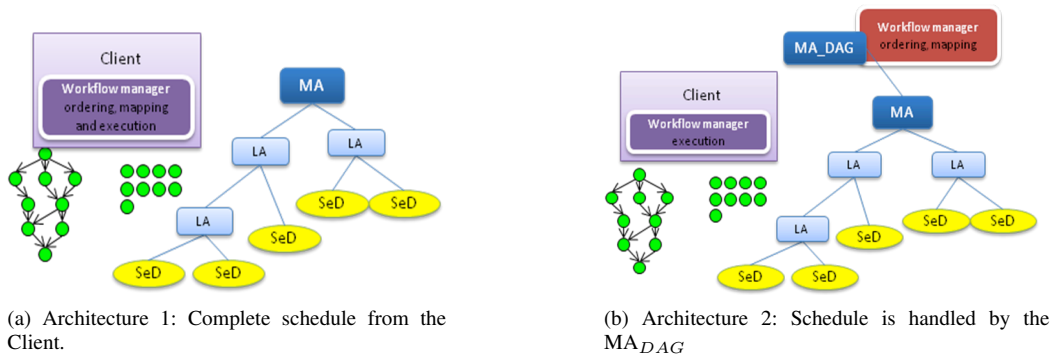 Client
Workflow manager
ordering, mapping
and execution
MA
LA
LA
LA
SeD
SeD
SeD
SeD
SeD
(a) Architecture 1: Complete schedule from the
Client.
Workflow manager
ordering, mapping
MA_DAG
Client
Workflow manager
execution
MA
LA
LA
LA
SeD
SeD
SeD
SeD
SeD
(b) Architecture 2: Schedule is handled by the
MADAG